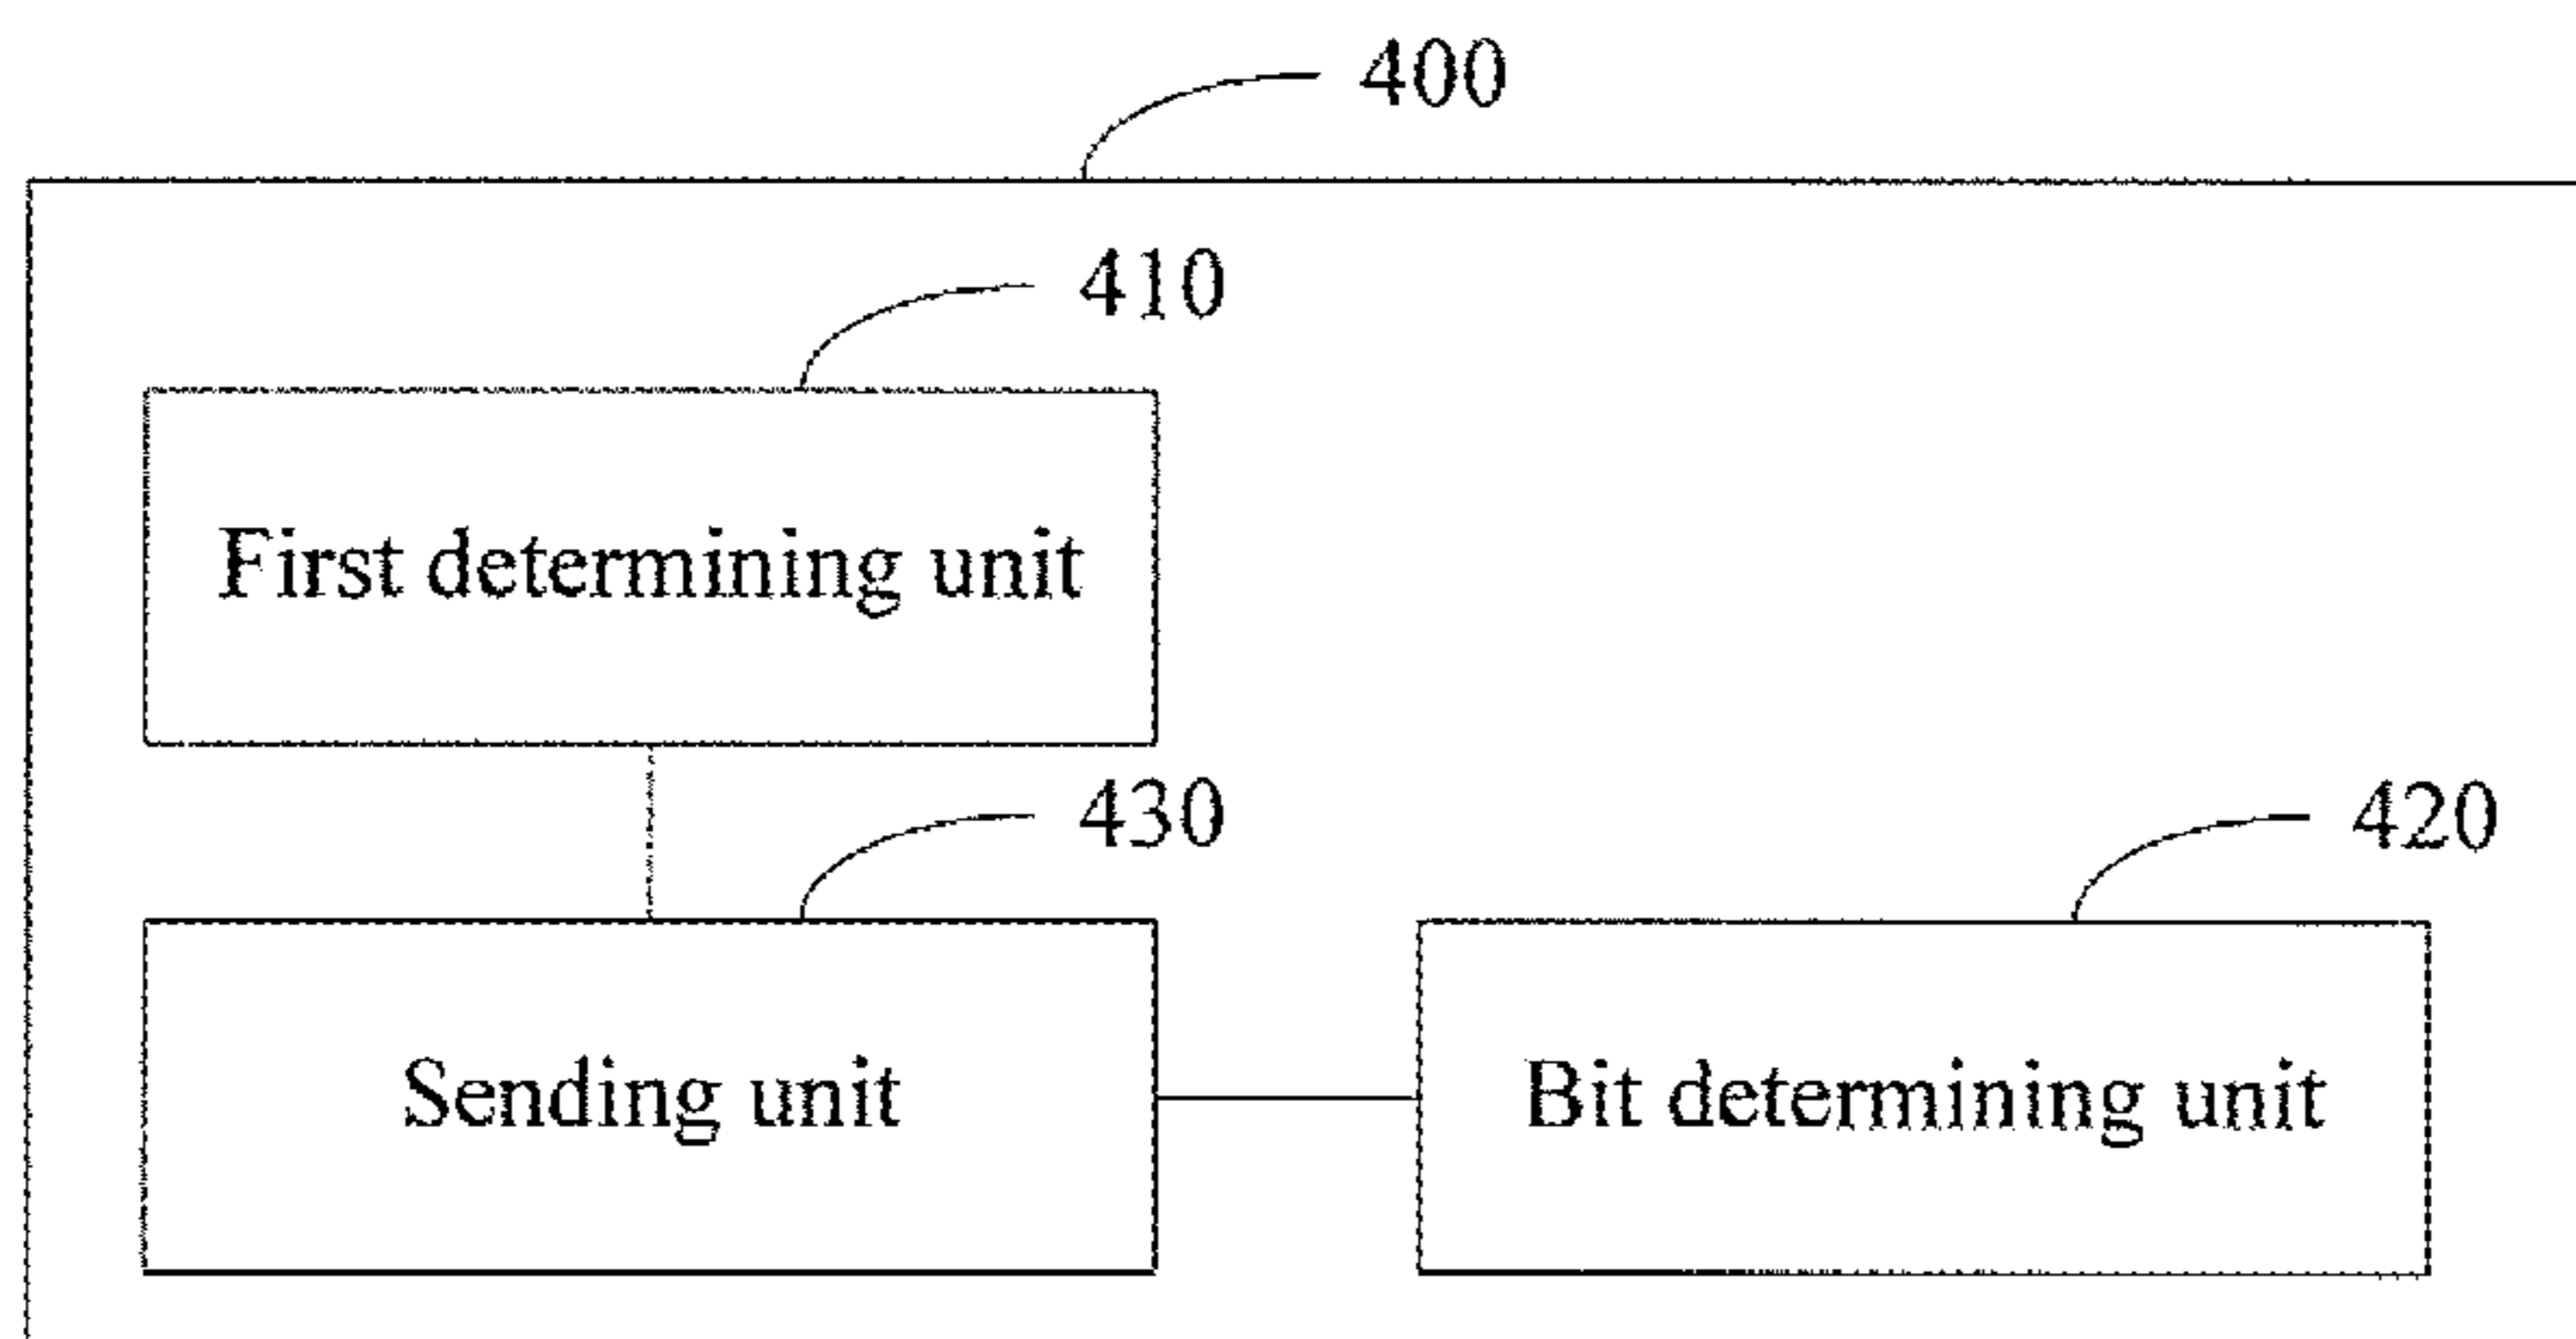 400
410
First determining unit
430
420
Sending unit
Bit determining unit